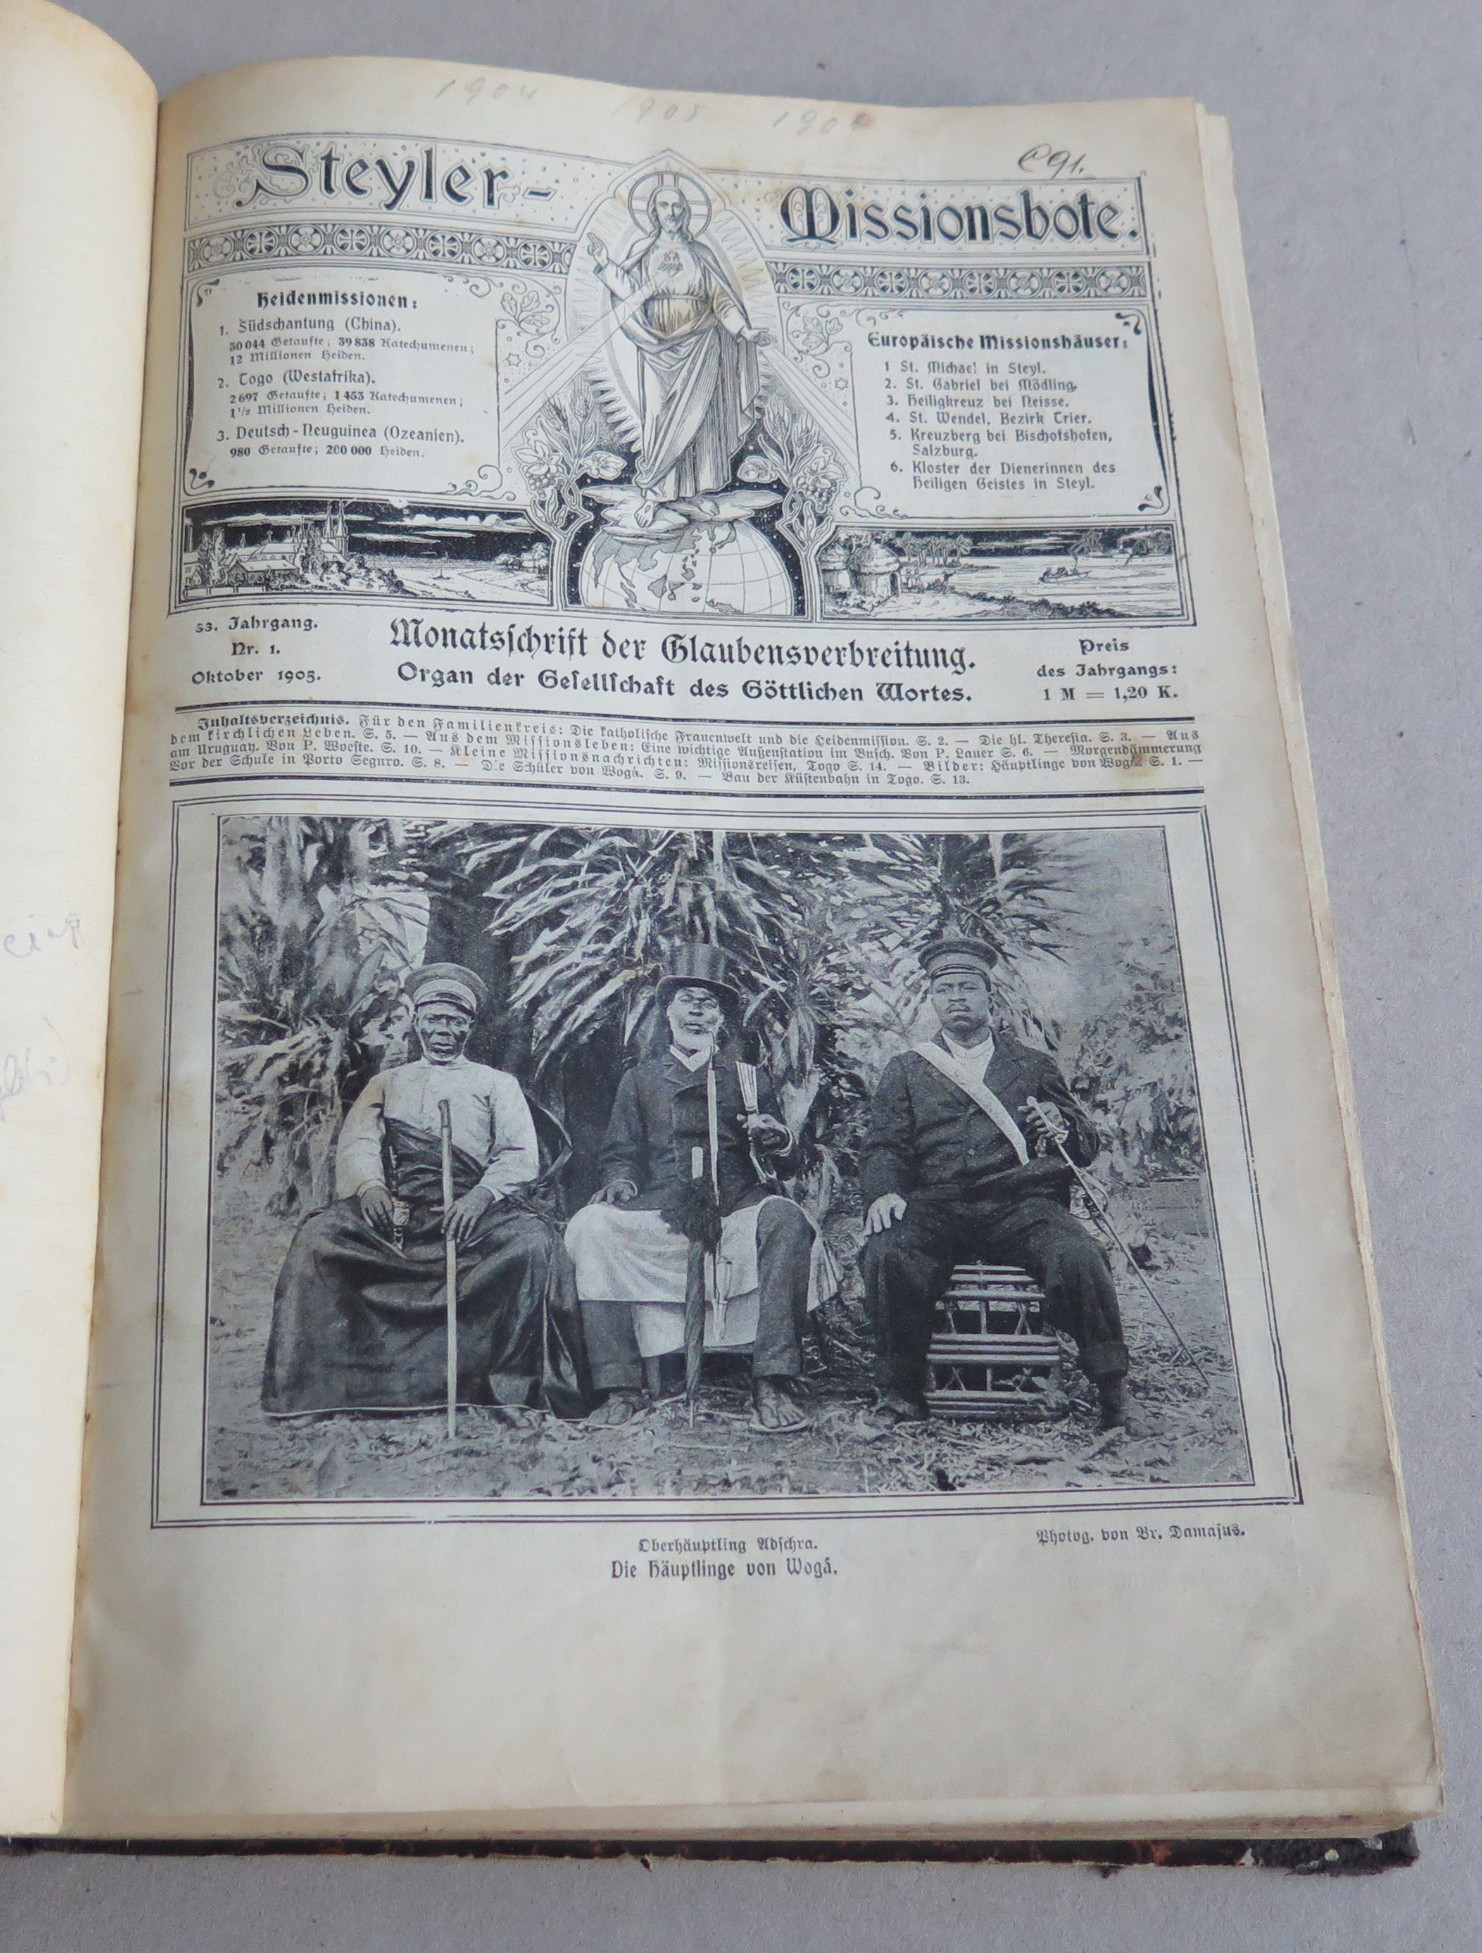 1904 1905
C91.
Steyler-
Missionsbote.
Heidenmissionen:
1. Südschantung (China).
30044 Getaufte; 39838 Katechumenen;
12 Millionen Heiden.
2. Togo (Westafrika).
2697 Getaufte; 1453 Katechumenen;
1½ Millionen Heiden.
3. Deutsch-Neuguinea (Ozeanien).
980 Getaufte; 200000 Heiden.
Europäische Missionshäuser:
1 St. Michael in Steyl.
2. St. Gabriel bei Mödling.
3. Heiligkreuz bei Neisse.
4. St. Wendel, Bezirk Trier.
5. Kreuzberg bei Bischofshofen,
Salzburg.
6. Kloster der Dienerinnen des
Heiligen Geistes in Steyl.
33. Jahrgang.
Nr. 1.
Oktober 1905.
Monatsschrift der Glaubensverbreitung.
Organ der Gesellschaft des Göttlichen Wortes.
Preis
des Jahrgangs:
1 M = 1,20 K.
Inhaltsverzeichnis. Für den Familienkreis: Die katholische Frauenwelt und die Heidenmission. S. 2. — Die hl. Theresia. S. 3. — Aus
dem kirchlichen Leben. S. 5. — Aus dem Missionsleben: Eine wichtige Außenstation im Busch. Von P. Lauer S. 6. — Morgendämmerung
am Uruguay. Von P. Woeste. S. 10. — Kleine Missionsnachrichten: Missionsreisen, Togo S. 14. — Bilder: Häuptlinge von Wogá. S. 1. —
Vor der Schule in Porto Seguro. S. 8. — Die Schüler von Wogá. S. 9. — Bau der Küstenbahn in Togo. S. 13.
Oberhäuptling Adschra.
Photog. von Br. Damasus.
Die Häuptlinge von Wogá.